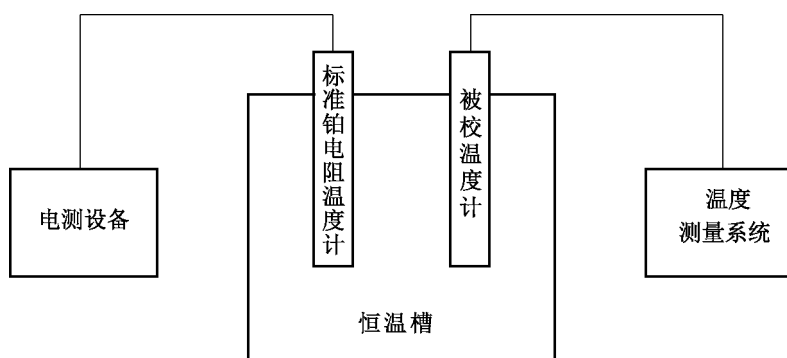 标准铂电阻温度计
被校温度计
电测设备
温度
测量系统
恒温槽